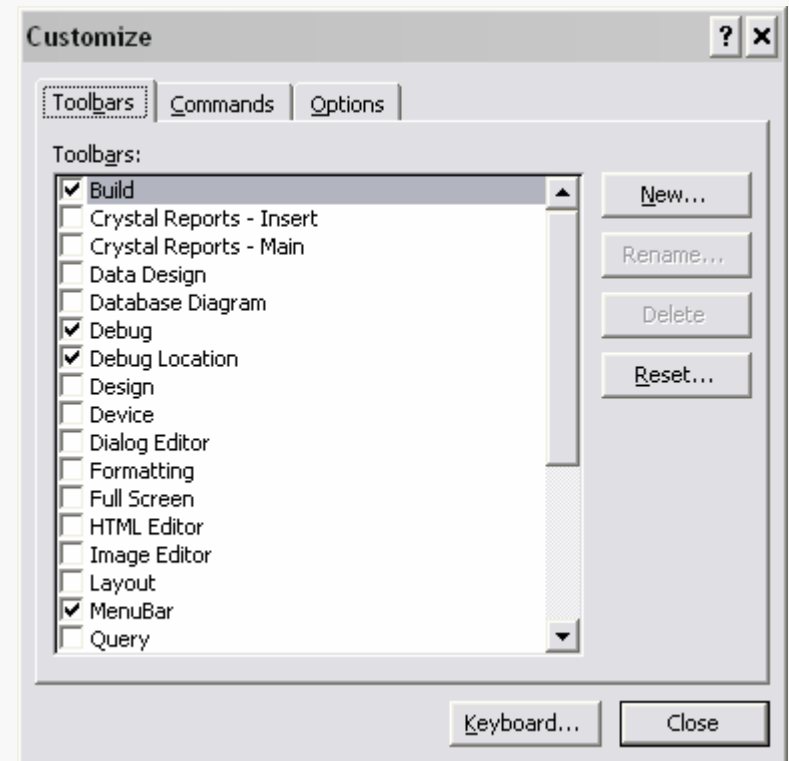 Customize
Toolbars Commands Options
Toolbars:
Build
Crystal Reports - Insert
Crystal Reports - Main
Data Design
Database Diagram
Debug
Debug Location
Design
Device
Dialog Editor
Formatting
Full Screen
HTML Editor
Image Editor
Layout
MenuBar
Query
New...
Rename...
Delete
Reset...
Keyboard... Close